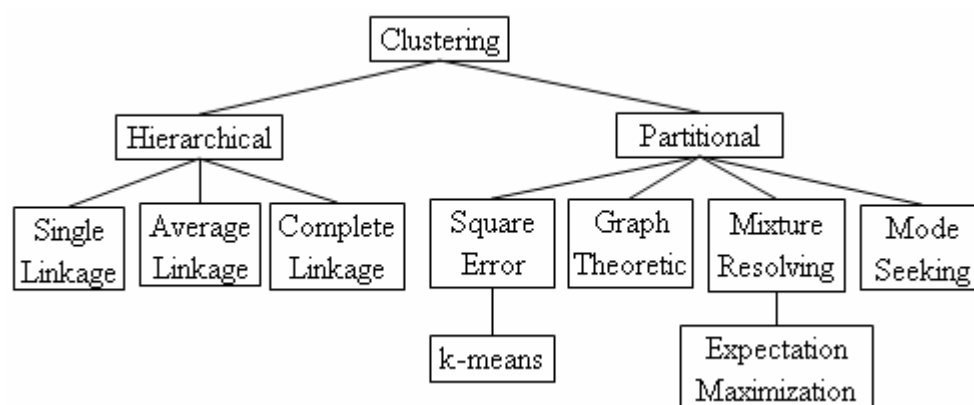 Clustering
Hierarchical
Partitional
Single
Linkage
Average
Linkage
Complete
Linkage
Square
Error
Graph
Theoretic
Mixture
Resolving
Mode
Seeking
k-means
Expectation
Maximization